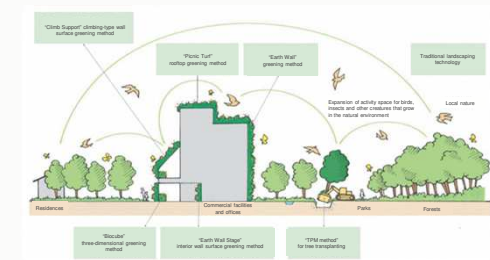 "Climb Support" climbing-type wall
surface greening method
"Picnic Turf"
rooftop greening method
"Earth Wall"
greening method
Traditional landscaping
technology
Expansion of activity space for birds,
insects and other creatures that grow
in the natural environment
Local nature
Residences
Commercial facilities
and offices
Parks
Forests
"Biocube"
three-dimensional greening
method
"Earth Wall Stage"
interior wall surface greening method
"TPM method"
for tree transplanting